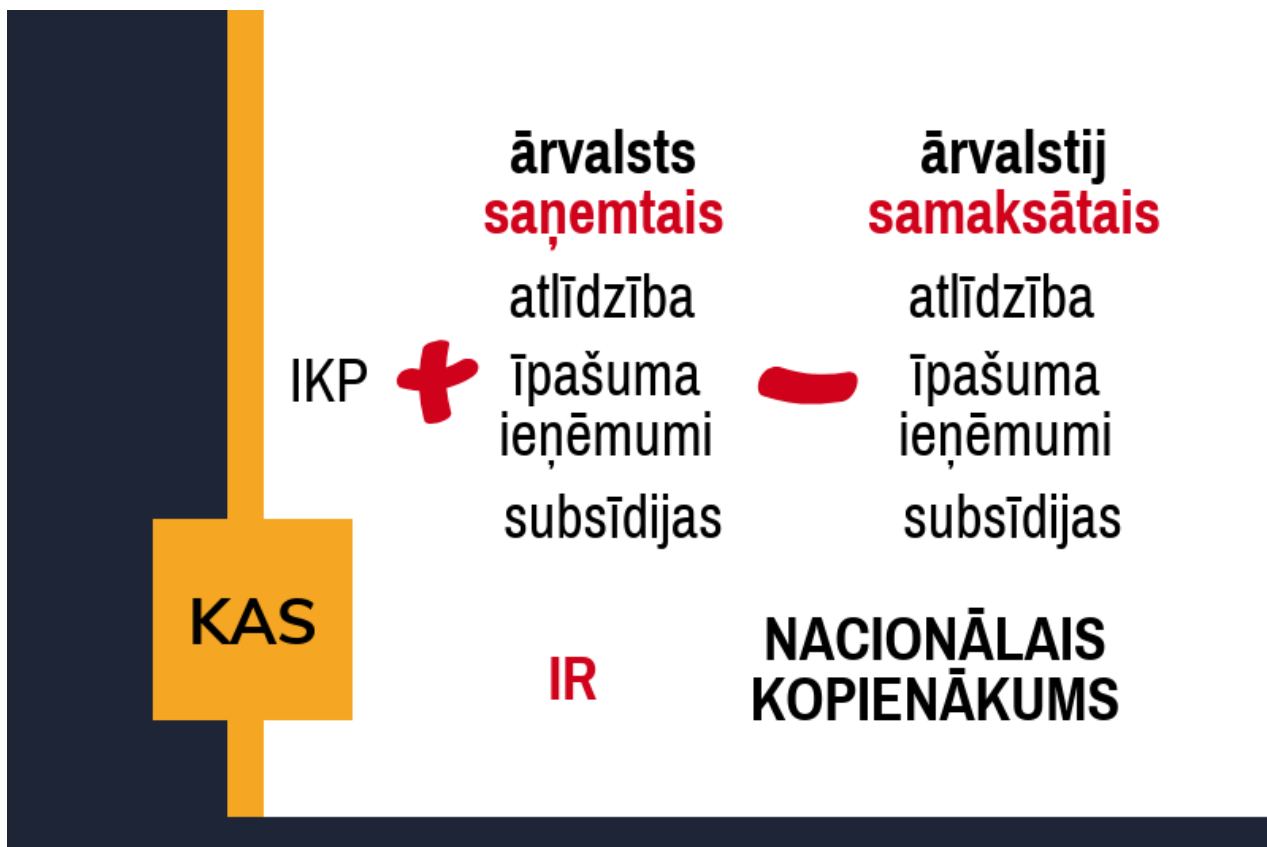 ārvalsts
saņemtais
atlīdzība
īpašuma
ieņēmumi
subsīdijas
ārvalstij
samaksātais
atlīdzība
īpašuma
ieņēmumi
subsīdijas
IKP
KAS
IR
NACIONĀLAIS
KOPIENĀKUMS